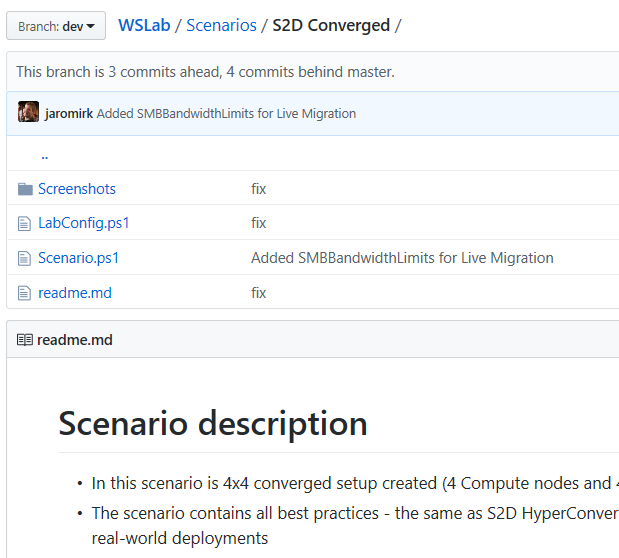 Branch: dev WSLab / Scenarios / S2D Converged /
This branch is 3 commits ahead, 4 commits behind master.
jaromirk Added SMBBandwidthLimits for Live Migration
..
Screenshots fix
LabConfig.ps1 fix
Scenario.ps1 Added SMBBandwidthLimits for Live Migration
readme.md fix
readme.md
Scenario description
• In this scenario is 4x4 converged setup created (4 Compute nodes and
• The scenario contains all best practices - the same as S2D HyperConver
real-world deployments